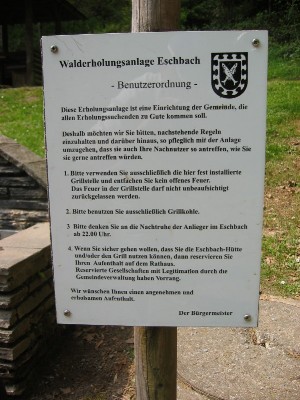 Walderholungsanlage Eschbach
- Benutzerordnung -
Diese Erholungsanlage ist eine Einrichtung der Gemeinde, die
allen Erholungssuchenden zu Gute kommen soll.
Deshalb möchten wir Sie bitten, nachstehende Regeln
einzuhalten und darüber hinaus, so pfleglich mit der Anlage
umzugehen, dass sie auch Ihre Nachnutzer so antreffen, wie Sie
sie gerne antreffen würden.
1. Bitte verwenden Sie ausschließlich die hier fest installierte
Grillstelle und entfachen Sie kein offenes Feuer.
Das Feuer in der Grillstelle darf nicht unbeaufsichtigt
zurückgelassen werden.
2. Bitte benutzen Sie ausschließlich Grillkohle.
3 Bitte denken Sie an die Nachtruhe der Anlieger im Eschbach
ab 22.00 Uhr.
4. Wenn Sie sicher gehen wollen, dass Sie die Eschbach-Hütte
und/oder den Grill nutzen können, dann reservieren Sie
Ihren Aufenthalt auf dem Rathaus.
Reservierte Gesellschaften mit Legitimation durch die
Gemeindeverwaltung haben Vorrang.
Wir wünschen Ihnen einen angenehmen und
erholsamen Aufenthalt.
Der Bürgermeister